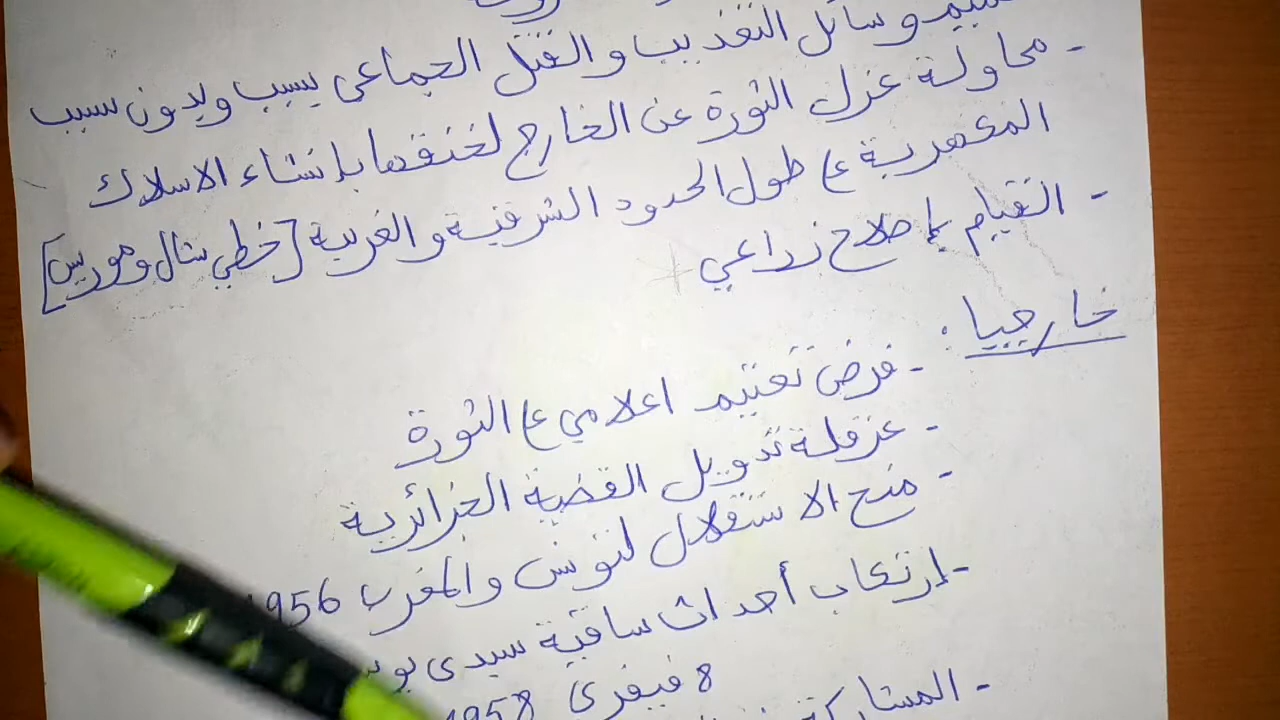 وسائل التعذيب والقتل الجماعي بسبب وبدون سبب
- محاولة عزل الثورة عن الخارج لخنقها بإنشاء الاسلاك
المكهربة ع طول الحدود الشرقية والغربية [خطي شال وموريس]
- القيام بإصلاح زراعي
خارجيا :
- فرض تعتيم اعلامي ع الثورة
- عرقلة تدويل القضية الجزائرية
- منح الاستقلال لتونس والمغرب 1956
- إرتكاب أحداث ساقية سيدي
8 فيفري 1958
- المشاركة